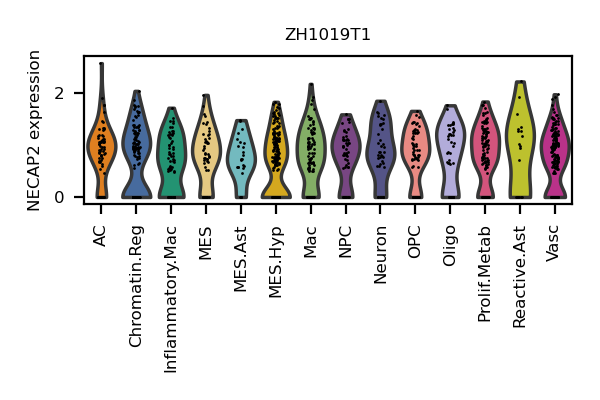 ZH1019T1
NECAP2 expression
2
0
AC
Chromatin.Reg
Inflammatory.Mac
MES
MES.Ast
MES.Hyp
Mac
NPC
Neuron
OPC
Oligo
Prolif.Metab
Reactive.Ast
Vasc